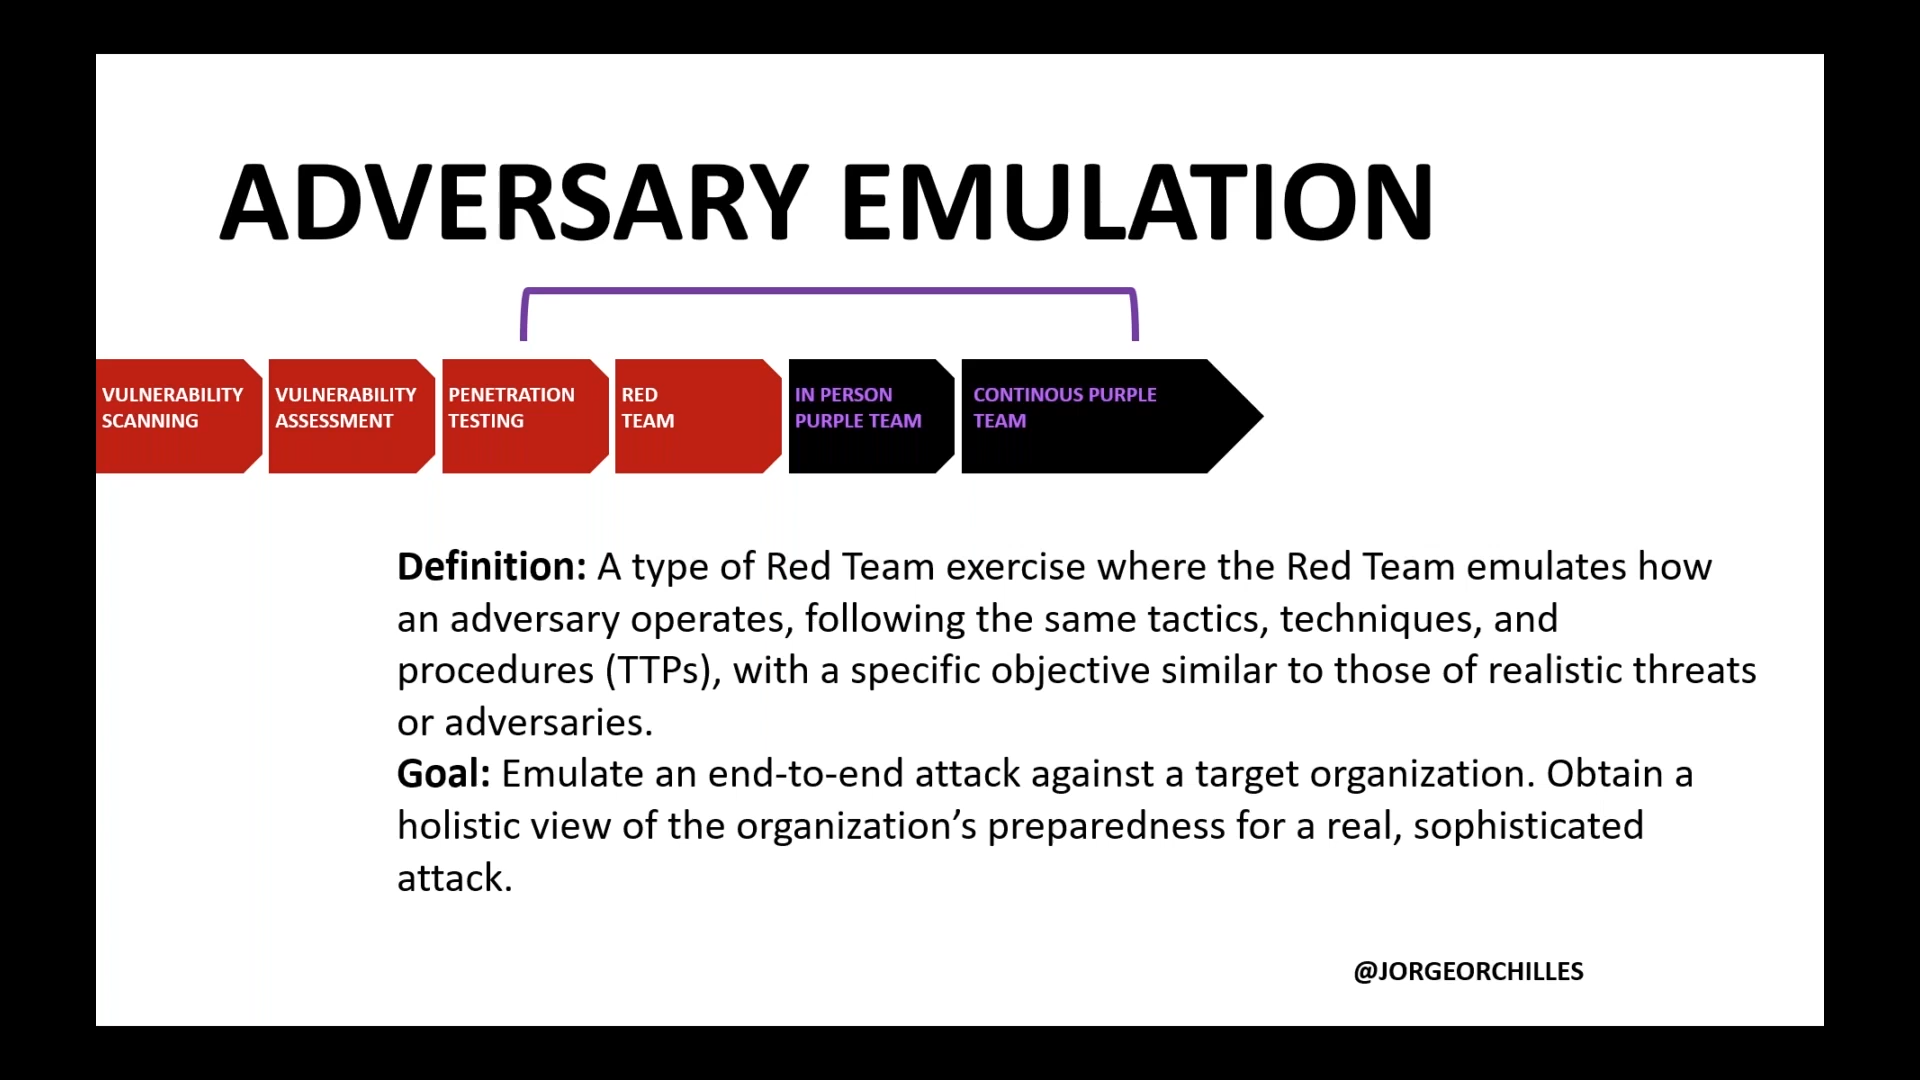 ADVERSARY EMULATION
VULNERABILITY
SCANNING
VULNERABILITY
ASSESSMENT
PENETRATION
TESTING
RED
TEAM
IN PERSON
PURPLE TEAM
CONTINOUS PURPLE
TEAM
Definition: A type of Red Team exercise where the Red Team emulates how
an adversary operates, following the same tactics, techniques, and
procedures (TTPs), with a specific objective similar to those of realistic threats
or adversaries.
Goal: Emulate an end-to-end attack against a target organization. Obtain a
holistic view of the organization’s preparedness for a real, sophisticated
attack.
@JORGEORCHILLES